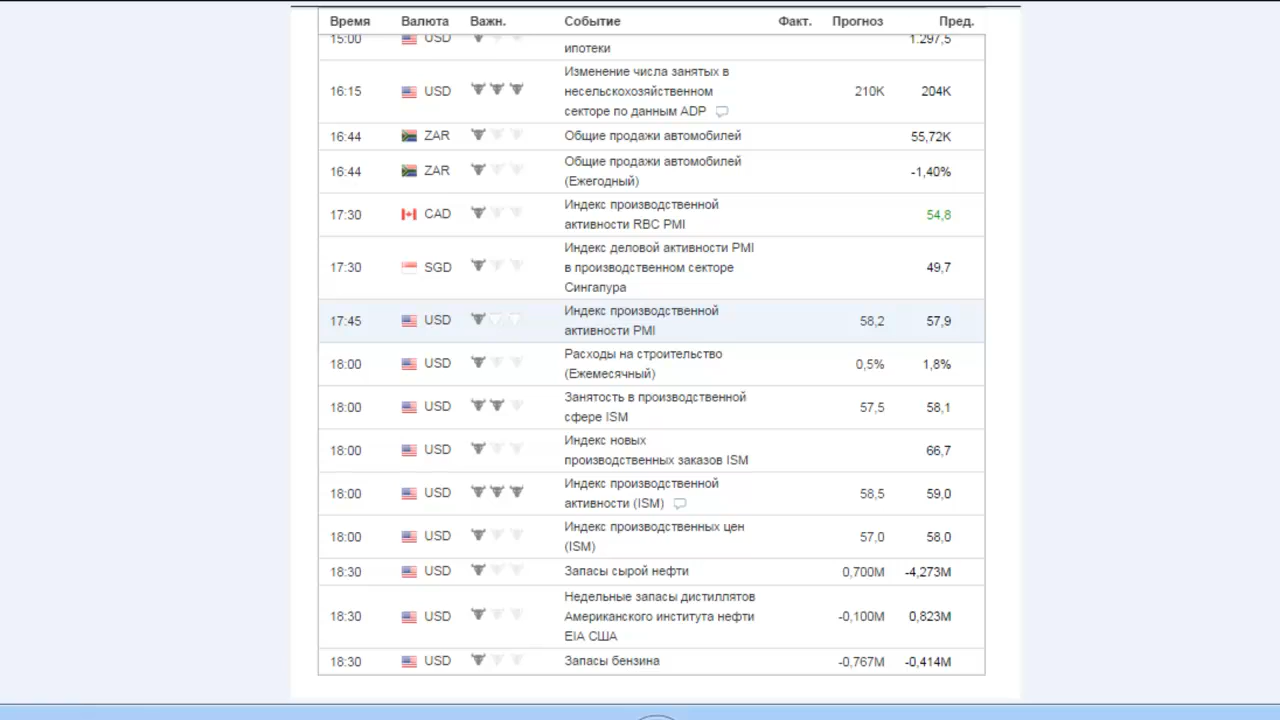 Время Валюта Важн. Событие Факт. Прогноз Пред.
15:00 USD ипотеки 1.297,5
16:15 USD Изменение числа занятых в
несельскохозяйственном 210K 204K
секторе по данным ADP
16:44 ZAR Общие продажи автомобилей 55,72K
16:44 ZAR Общие продажи автомобилей
(Ежегодный) -1,40%
17:30 CAD Индекс производственной
активности RBC PMI 54,8
17:30 SGD Индекс деловой активности PMI
в производственном секторе 49,7
Сингапура
17:45 USD Индекс производственной
активности PMI 58,2 57,9
18:00 USD Расходы на строительство
(Ежемесячный) 0,5% 1,8%
18:00 USD Занятость в производственной
сфере ISM 57,5 58,1
18:00 USD Индекс новых
производственных заказов ISM 66,7
18:00 USD Индекс производственной
активности (ISM) 58,5 59,0
18:00 USD Индекс производственных цен
(ISM) 57,0 58,0
18:30 USD Запасы сырой нефти 0,700M -4,273M
18:30 USD Недельные запасы дистиллятов
Американского института нефти -0,100M 0,823M
EIA США
18:30 USD Запасы бензина -0,767M -0,414M